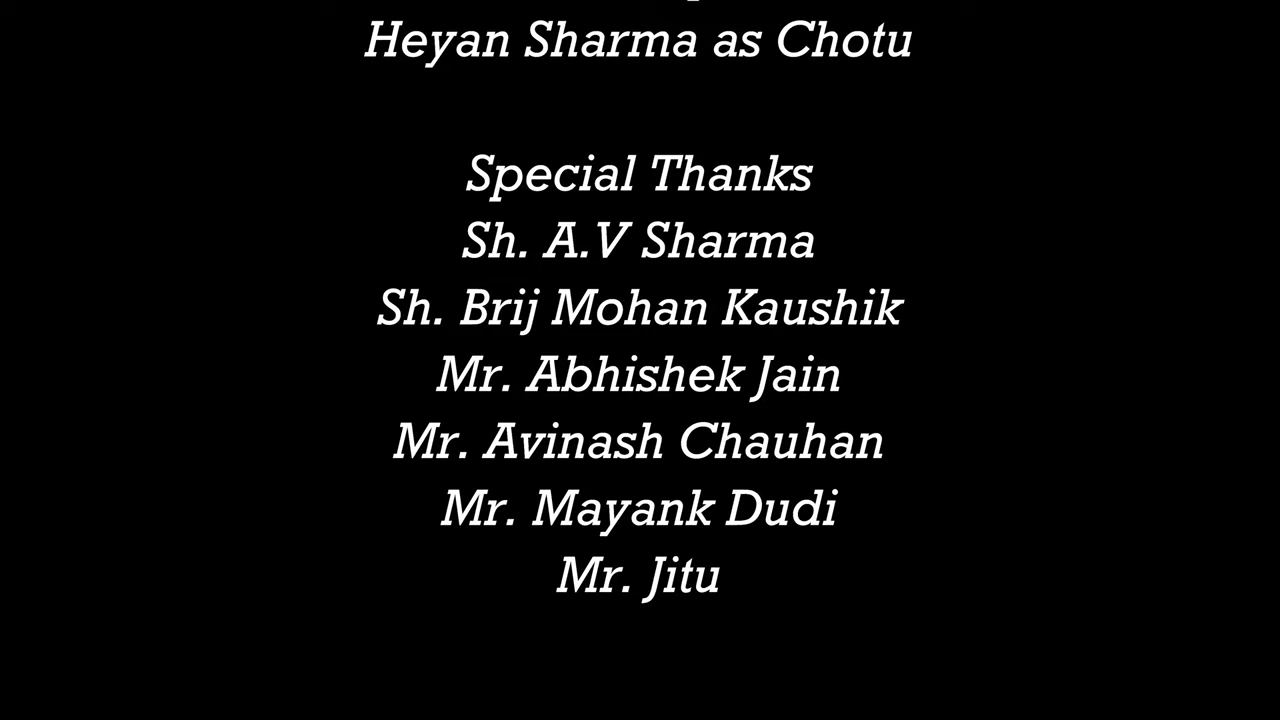 Heyan Sharma as Chotu
Special Thanks
Sh. A.V Sharma
Sh. Brij Mohan Kaushik
Mr. Abhishek Jain
Mr. Avinash Chauhan
Mr. Mayank Dudi
Mr. Jitu